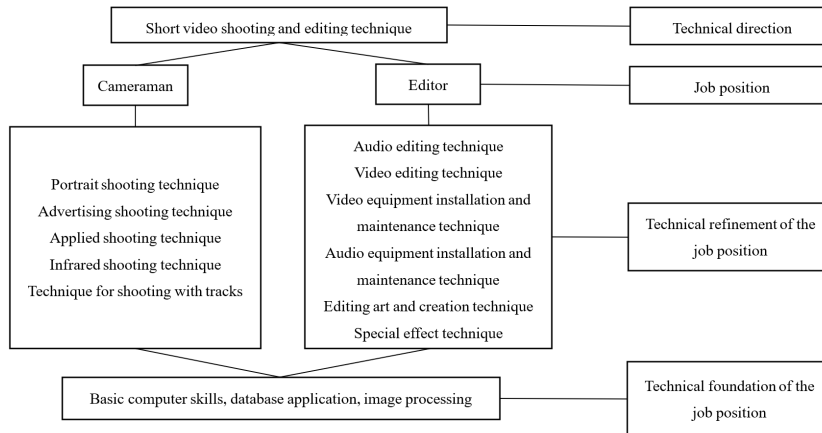 Short video shooting and editing technique
Technical direction
Cameraman
Editor
Job position
Portrait shooting technique
Advertising shooting technique
Applied shooting technique
Infrared shooting technique
Technique for shooting with tracks
Audio editing technique
Video editing technique
Video equipment installation and
maintenance technique
Audio equipment installation and
maintenance technique
Editing art and creation technique
Special effect technique
Technical refinement of the
job position
Basic computer skills, database application, image processing
Technical foundation of the
job position